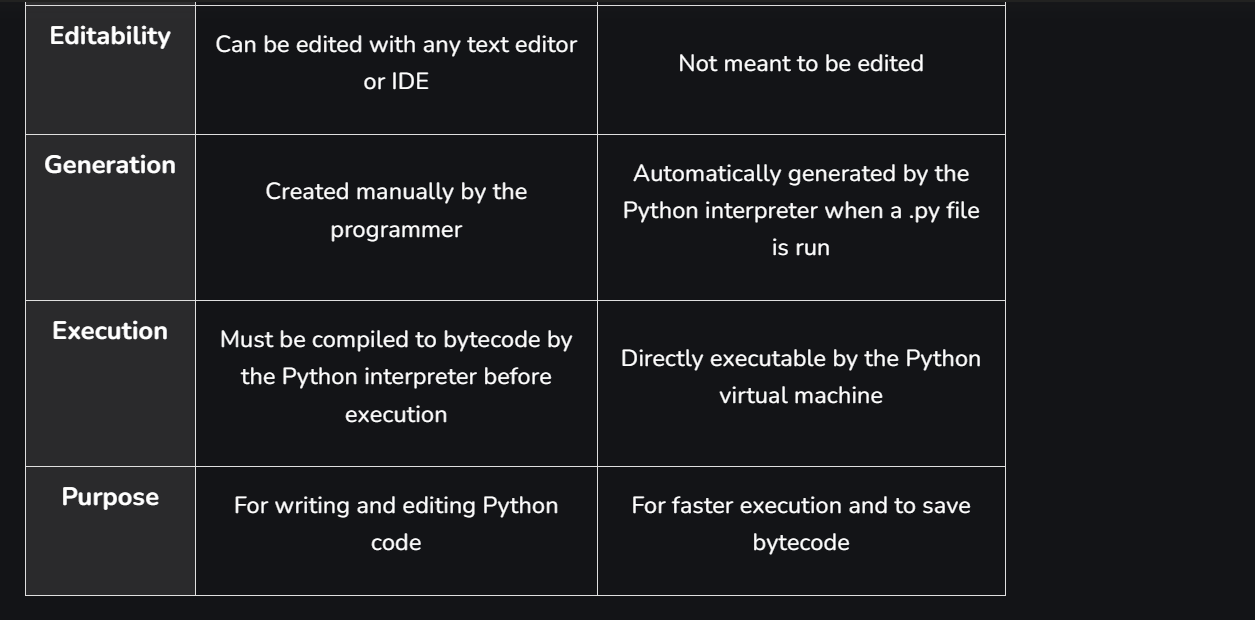 Editability
Can be edited with any text editor
or IDE
Not meant to be edited
Generation
Created manually by the
programmer
Automatically generated by the
Python interpreter when a .py file
is run
Execution
Must be compiled to bytecode by
the Python interpreter before
execution
Directly executable by the Python
virtual machine
Purpose
For writing and editing Python
code
For faster execution and to save
bytecode